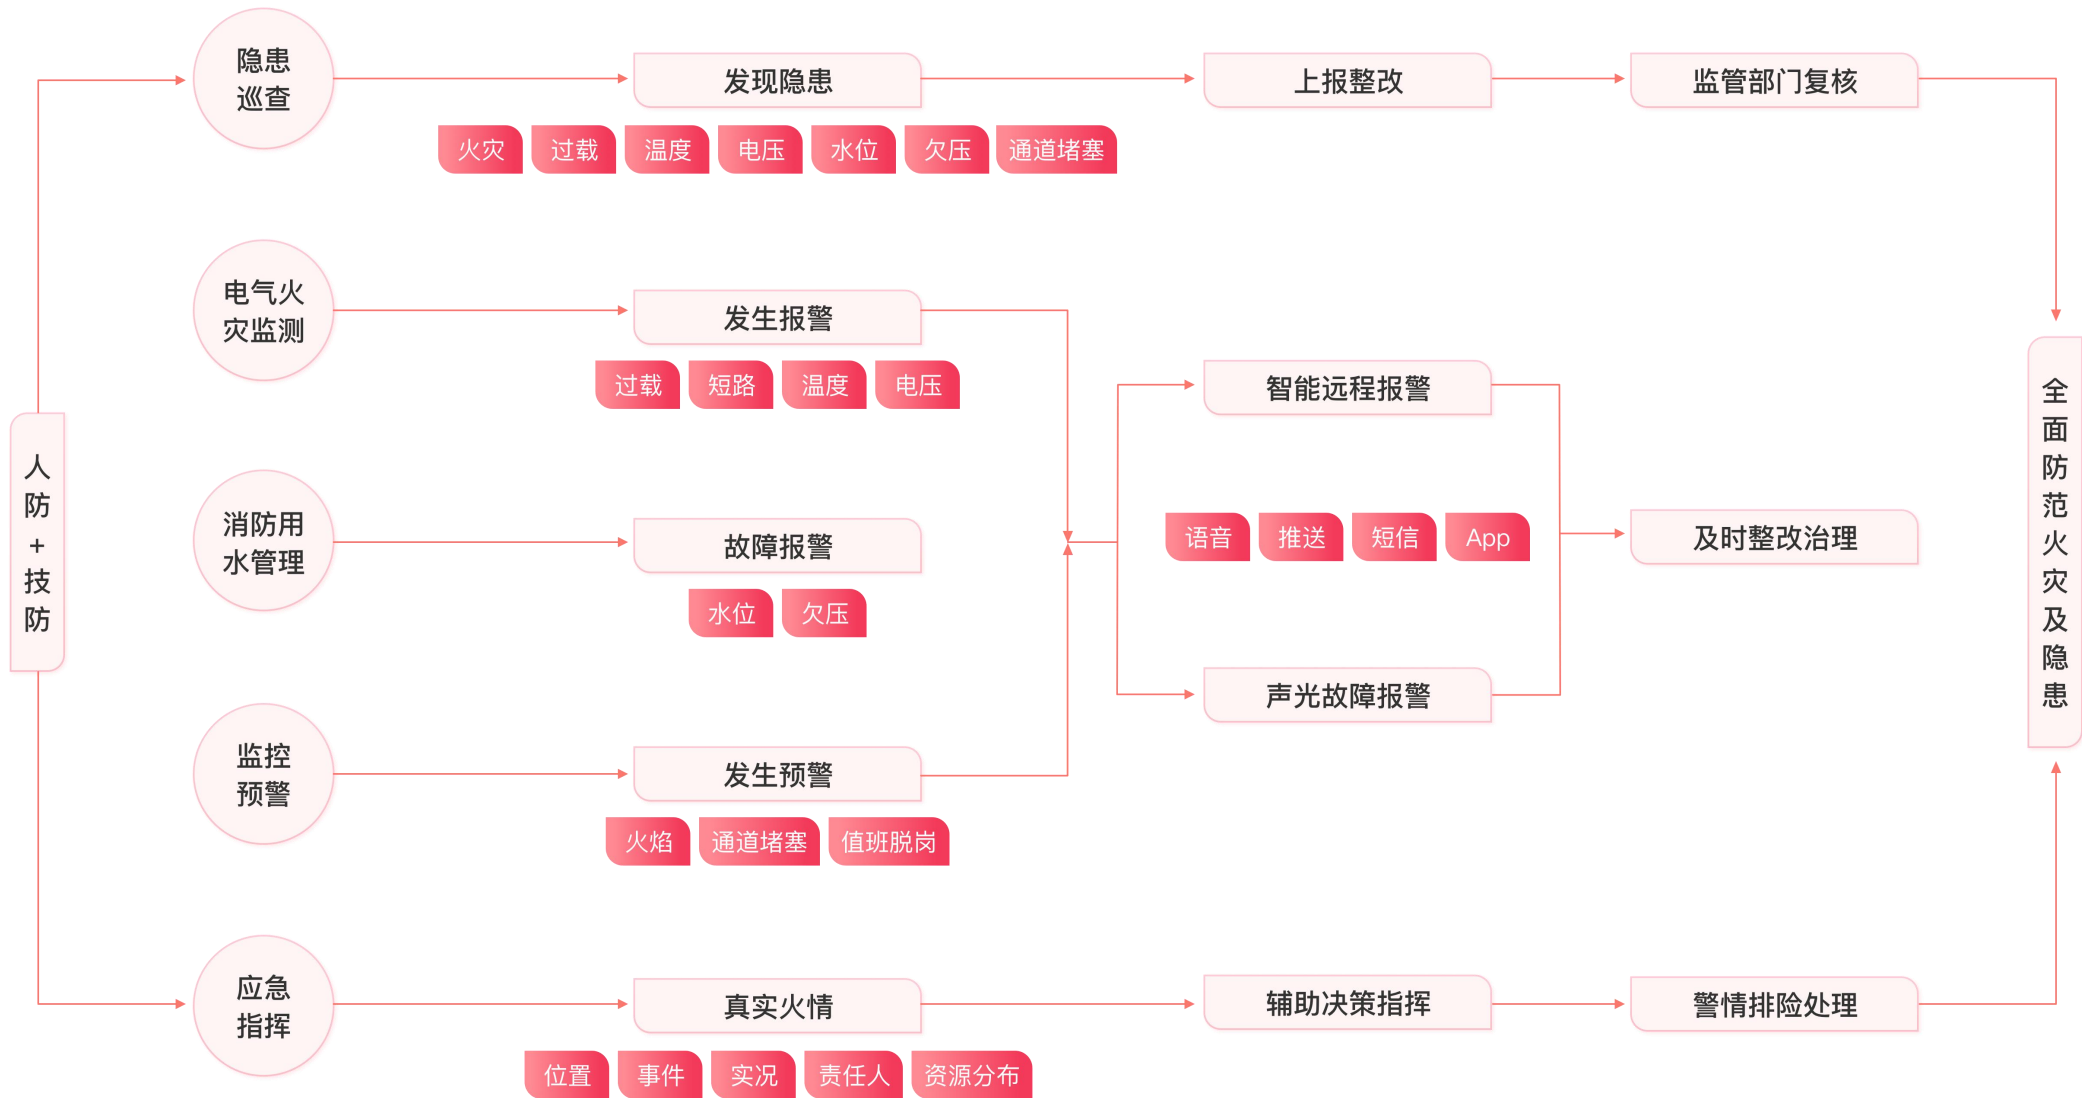 隐患
巡查
发现隐患
上报整改
监管部门复核
火灾
过载
温度
电压
水位
欠压
通道堵塞
电气火
灾监测
发生报警
过载
短路
温度
电压
智能远程报警
人防+技防
消防用
水管理
故障报警
水位
欠压
语音
推送
短信
App
及时整改治理
全面防范火灾及隐患
声光故障报警
监控
预警
发生预警
火焰
通道堵塞
值班脱岗
应急
指挥
真实火情
辅助决策指挥
警情排险处理
位置
事件
实况
责任人
资源分布